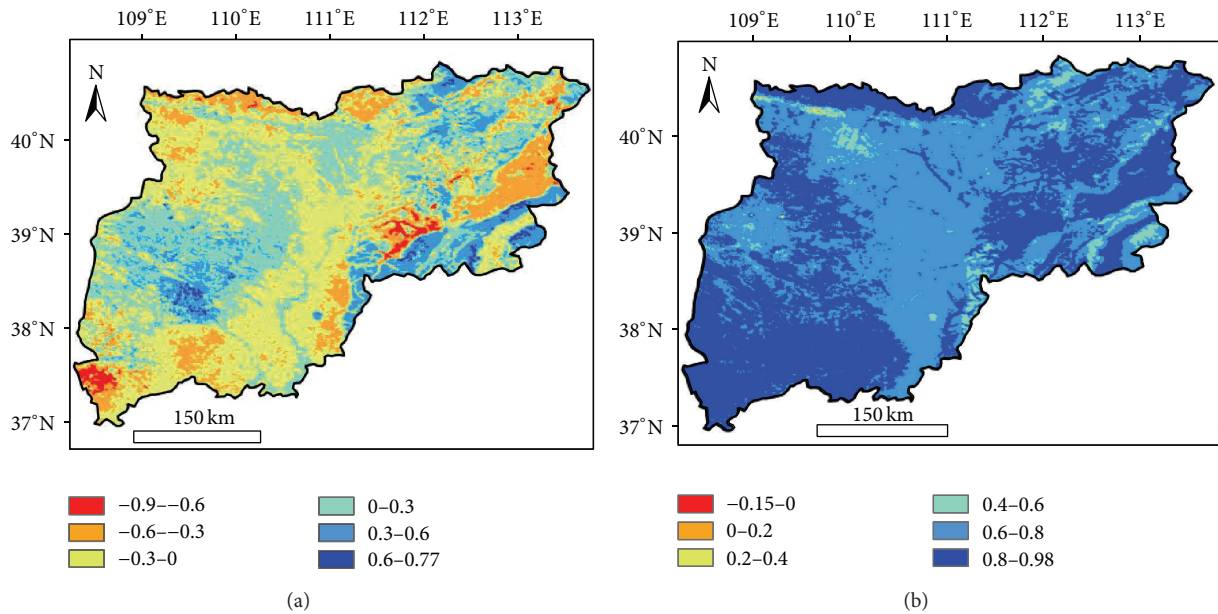 109°E 110°E 111°E 112°E 113°E
N
40°N
39°N
38°N
37°N
150 km
−0.9–−0.6
−0.6–−0.3
−0.3–0
0–0.3
0.3–0.6
0.6–0.77
(a)
109°E 110°E 111°E 112°E 113°E
N
40°N
39°N
38°N
37°N
150 km
−0.15–0
0–0.2
0.2–0.4
0.4–0.6
0.6–0.8
0.8–0.98
(b)